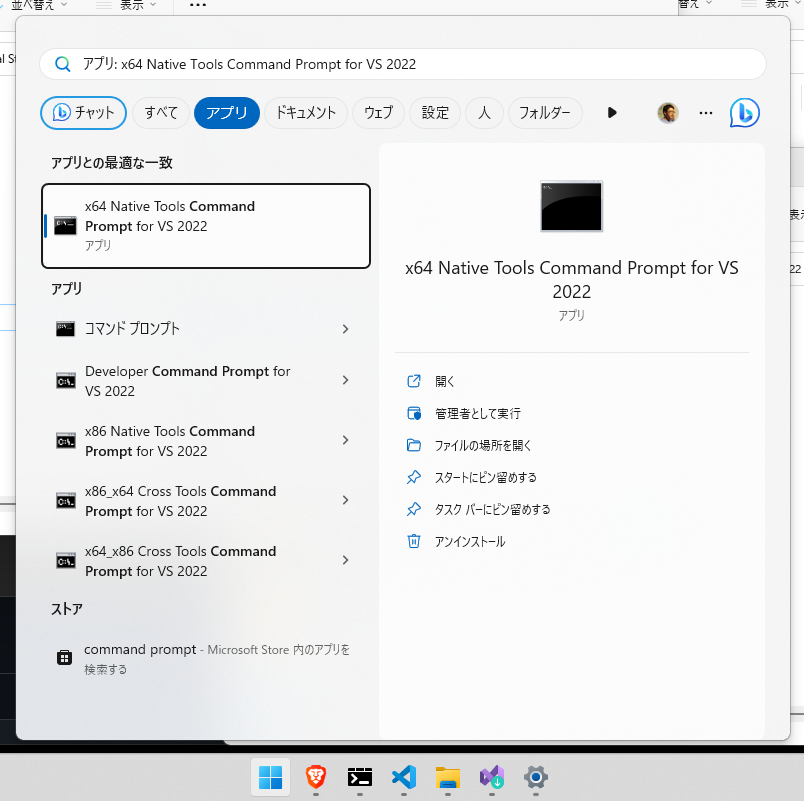 並べ替え
表示
替え
表示
アプリ: x64 Native Tools Command Prompt for VS 2022
チャット すべて アプリ ドキュメント ウェブ 設定 人 フォルダー
アプリとの最適な一致
x64 Native Tools Command
Prompt for VS 2022
アプリ
アプリ
コマンド プロンプト
Developer Command Prompt for
VS 2022
x86 Native Tools Command
Prompt for VS 2022
x86_x64 Cross Tools Command
Prompt for VS 2022
x64_x86 Cross Tools Command
Prompt for VS 2022
ストア
command prompt - Microsoft Store 内のアプリを
検索する
x64 Native Tools Command Prompt for VS
2022
アプリ
開く
管理者として実行
ファイルの場所を開く
スタートにピン留めする
タスク バーにピン留めする
アンインストール